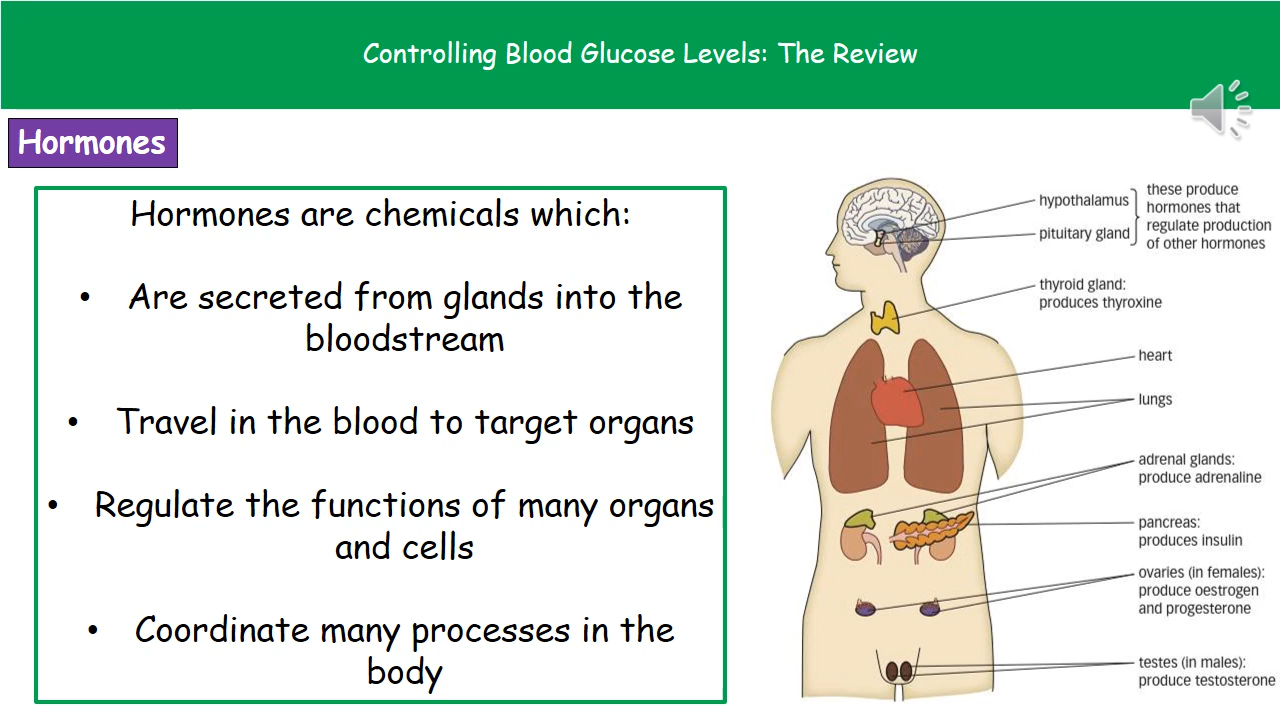 Controlling Blood Glucose Levels: The Review
Hormones
Hormones are chemicals which:
• Are secreted from glands into the
bloodstream
• Travel in the blood to target organs
• Regulate the functions of many organs
and cells
• Coordinate many processes in the
body
hypothalamus
pituitary gland
these produce
hormones that
regulate production
of other hormones
thyroid gland:
produces thyroxine
heart
lungs
adrenal glands:
produce adrenaline
pancreas:
produces insulin
ovaries (in females):
produce oestrogen
and progesterone
testes (in males):
produce testosterone